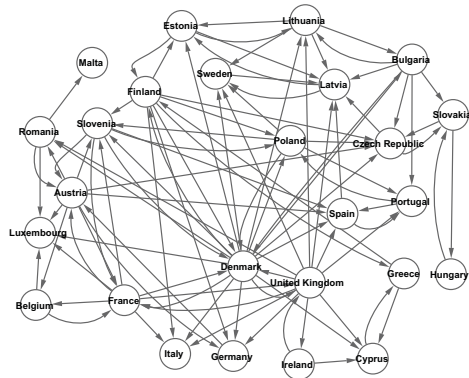 Lithuania
Estonia
Malta
Sweden
Bulgaria
Latvia
Finland
Slovakia
Slovenia
Romania
Poland
Czech Republic
Austria
Portugal
Spain
Luxembourg
Denmark
United Kingdom
Greece
Hungary
Belgium
France
Italy
Germany
Ireland
Cyprus